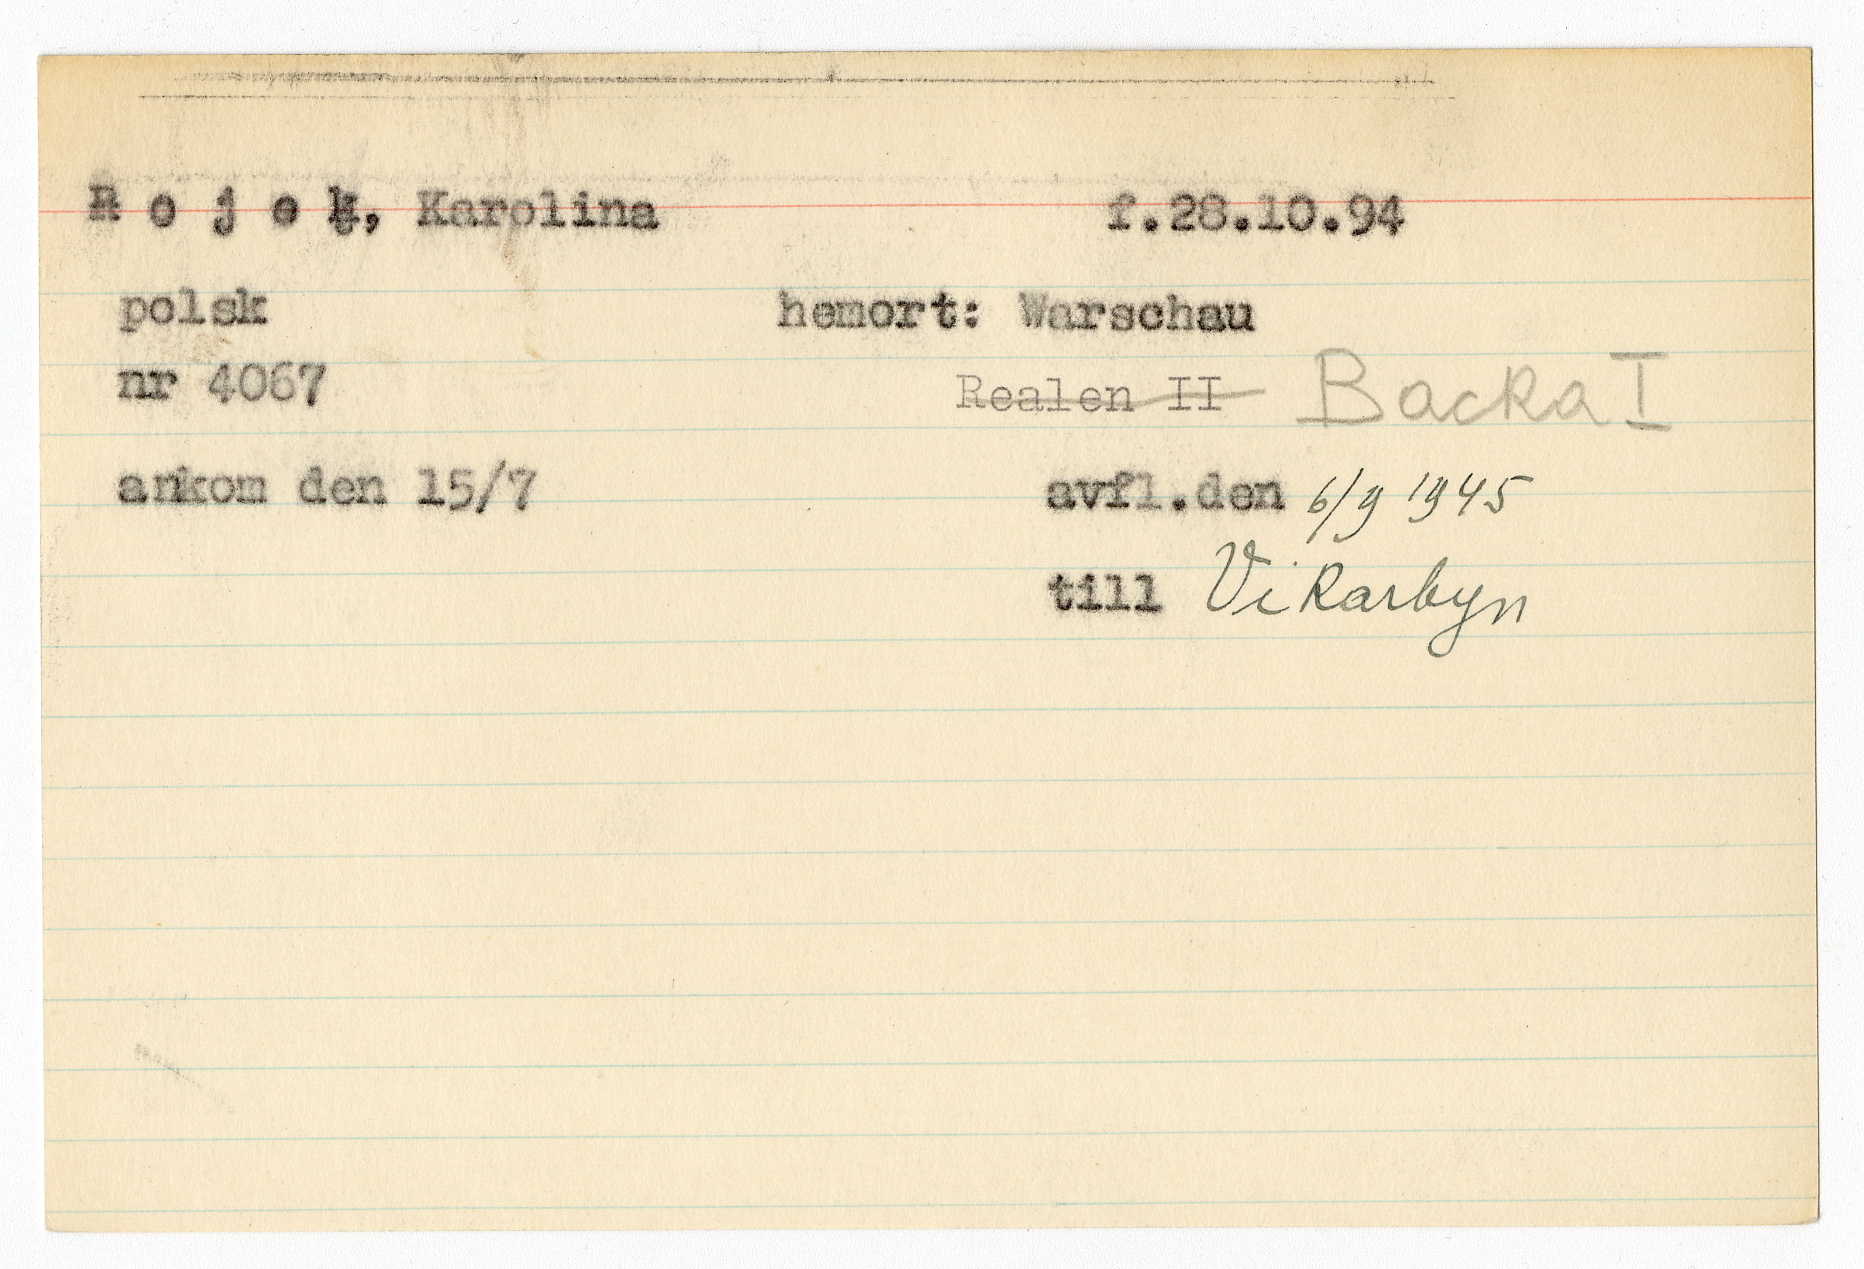 R o j e k, Karolina f.28.10.94
polsk hemort: Warschau
nr 4067 Realen II Backa I
ankom den 15/7 avfl.den 6/9 1945
till Vikarbyn